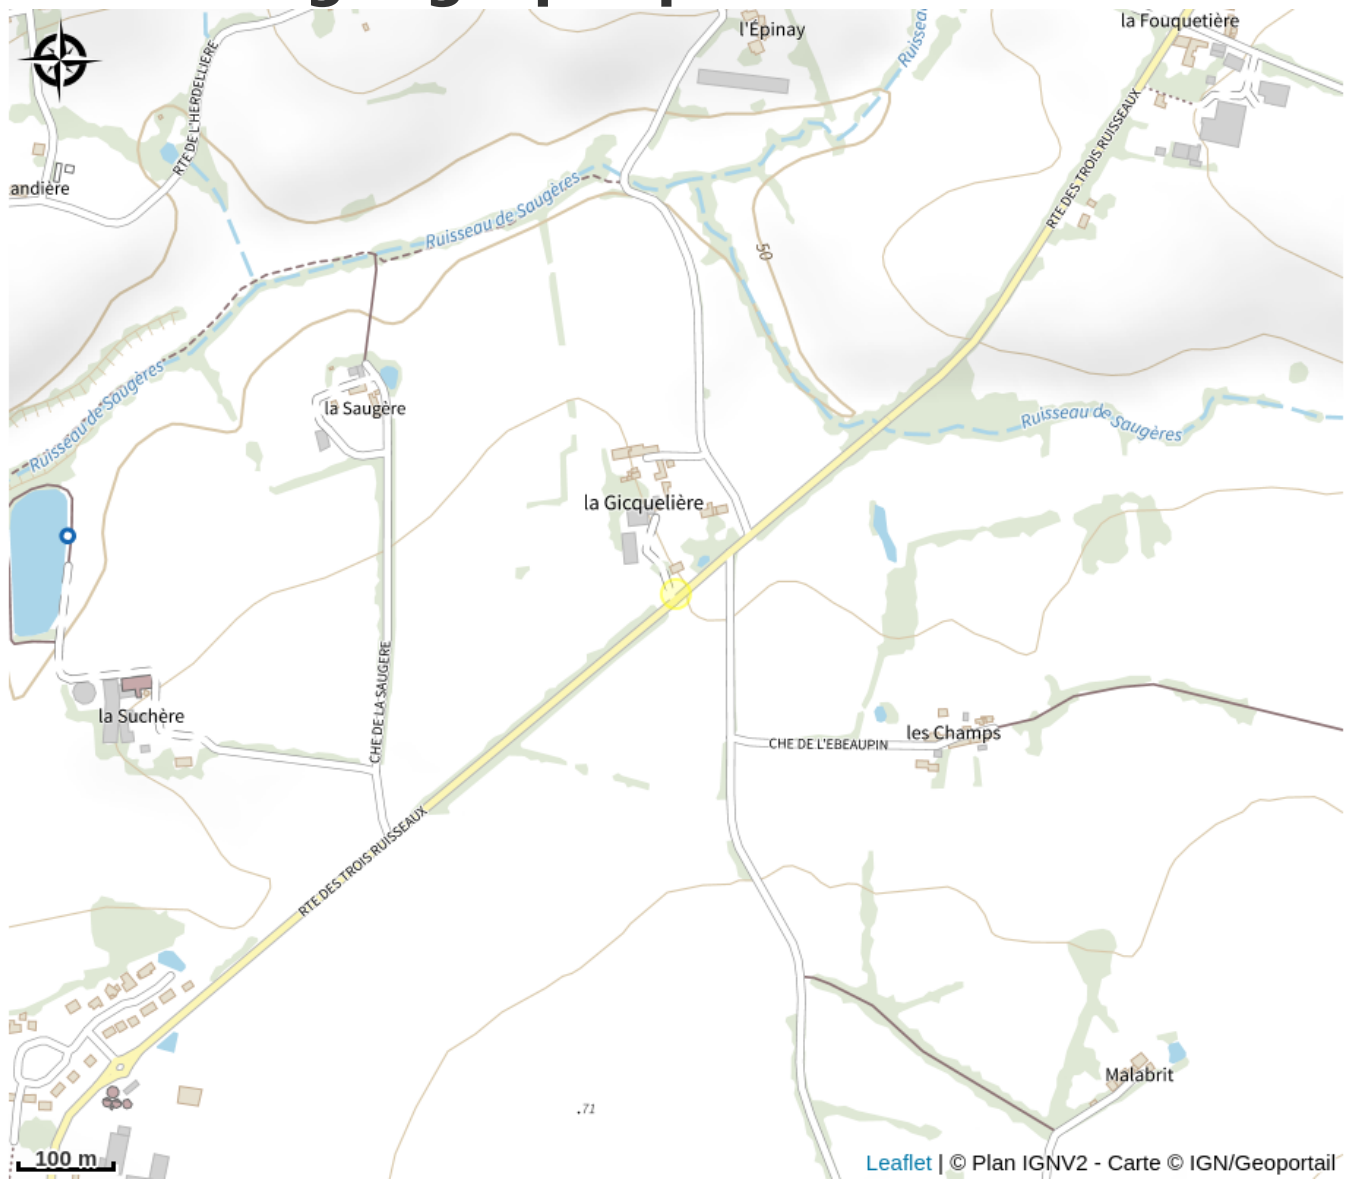 l'Épinay
la Fouquetière
Ruisseau
RTE DE L'HERDELLIERE
RTE DES TROIS RUISSEAUX
andière
Ruisseau de Saugères
50
Ruisseau de Saugères
la Saugère
Ruisseau de Saugères
la Gicquelière
CHE DE LA SAUGERE
la Suchère
les Champs
CHE DE L'EBEAUPIN
RTE DES TROIS RUISSEAUX
Malabrit
.71
100 m
Leaflet | © Plan IGNV2 - Carte © IGN/Geoportail